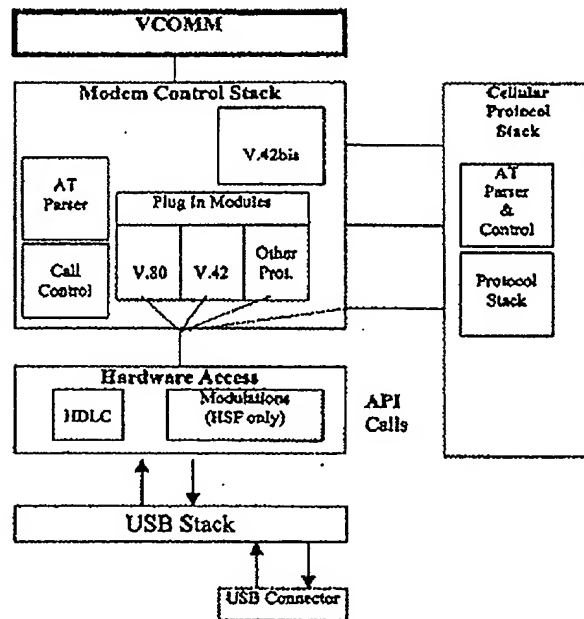 VCOMM
Modem Control Stack
V.42bis
AT
Parser
Call
Control
Plug In Modules
V.80
V.42
Other
Prot.
Cellular
Protocol
Stack
AT
Parser
&
Control
Protocol
Stack
Hardware Access
HDLC
Modulations
(HSP only)
API
Calls
USB Stack
USB Connector